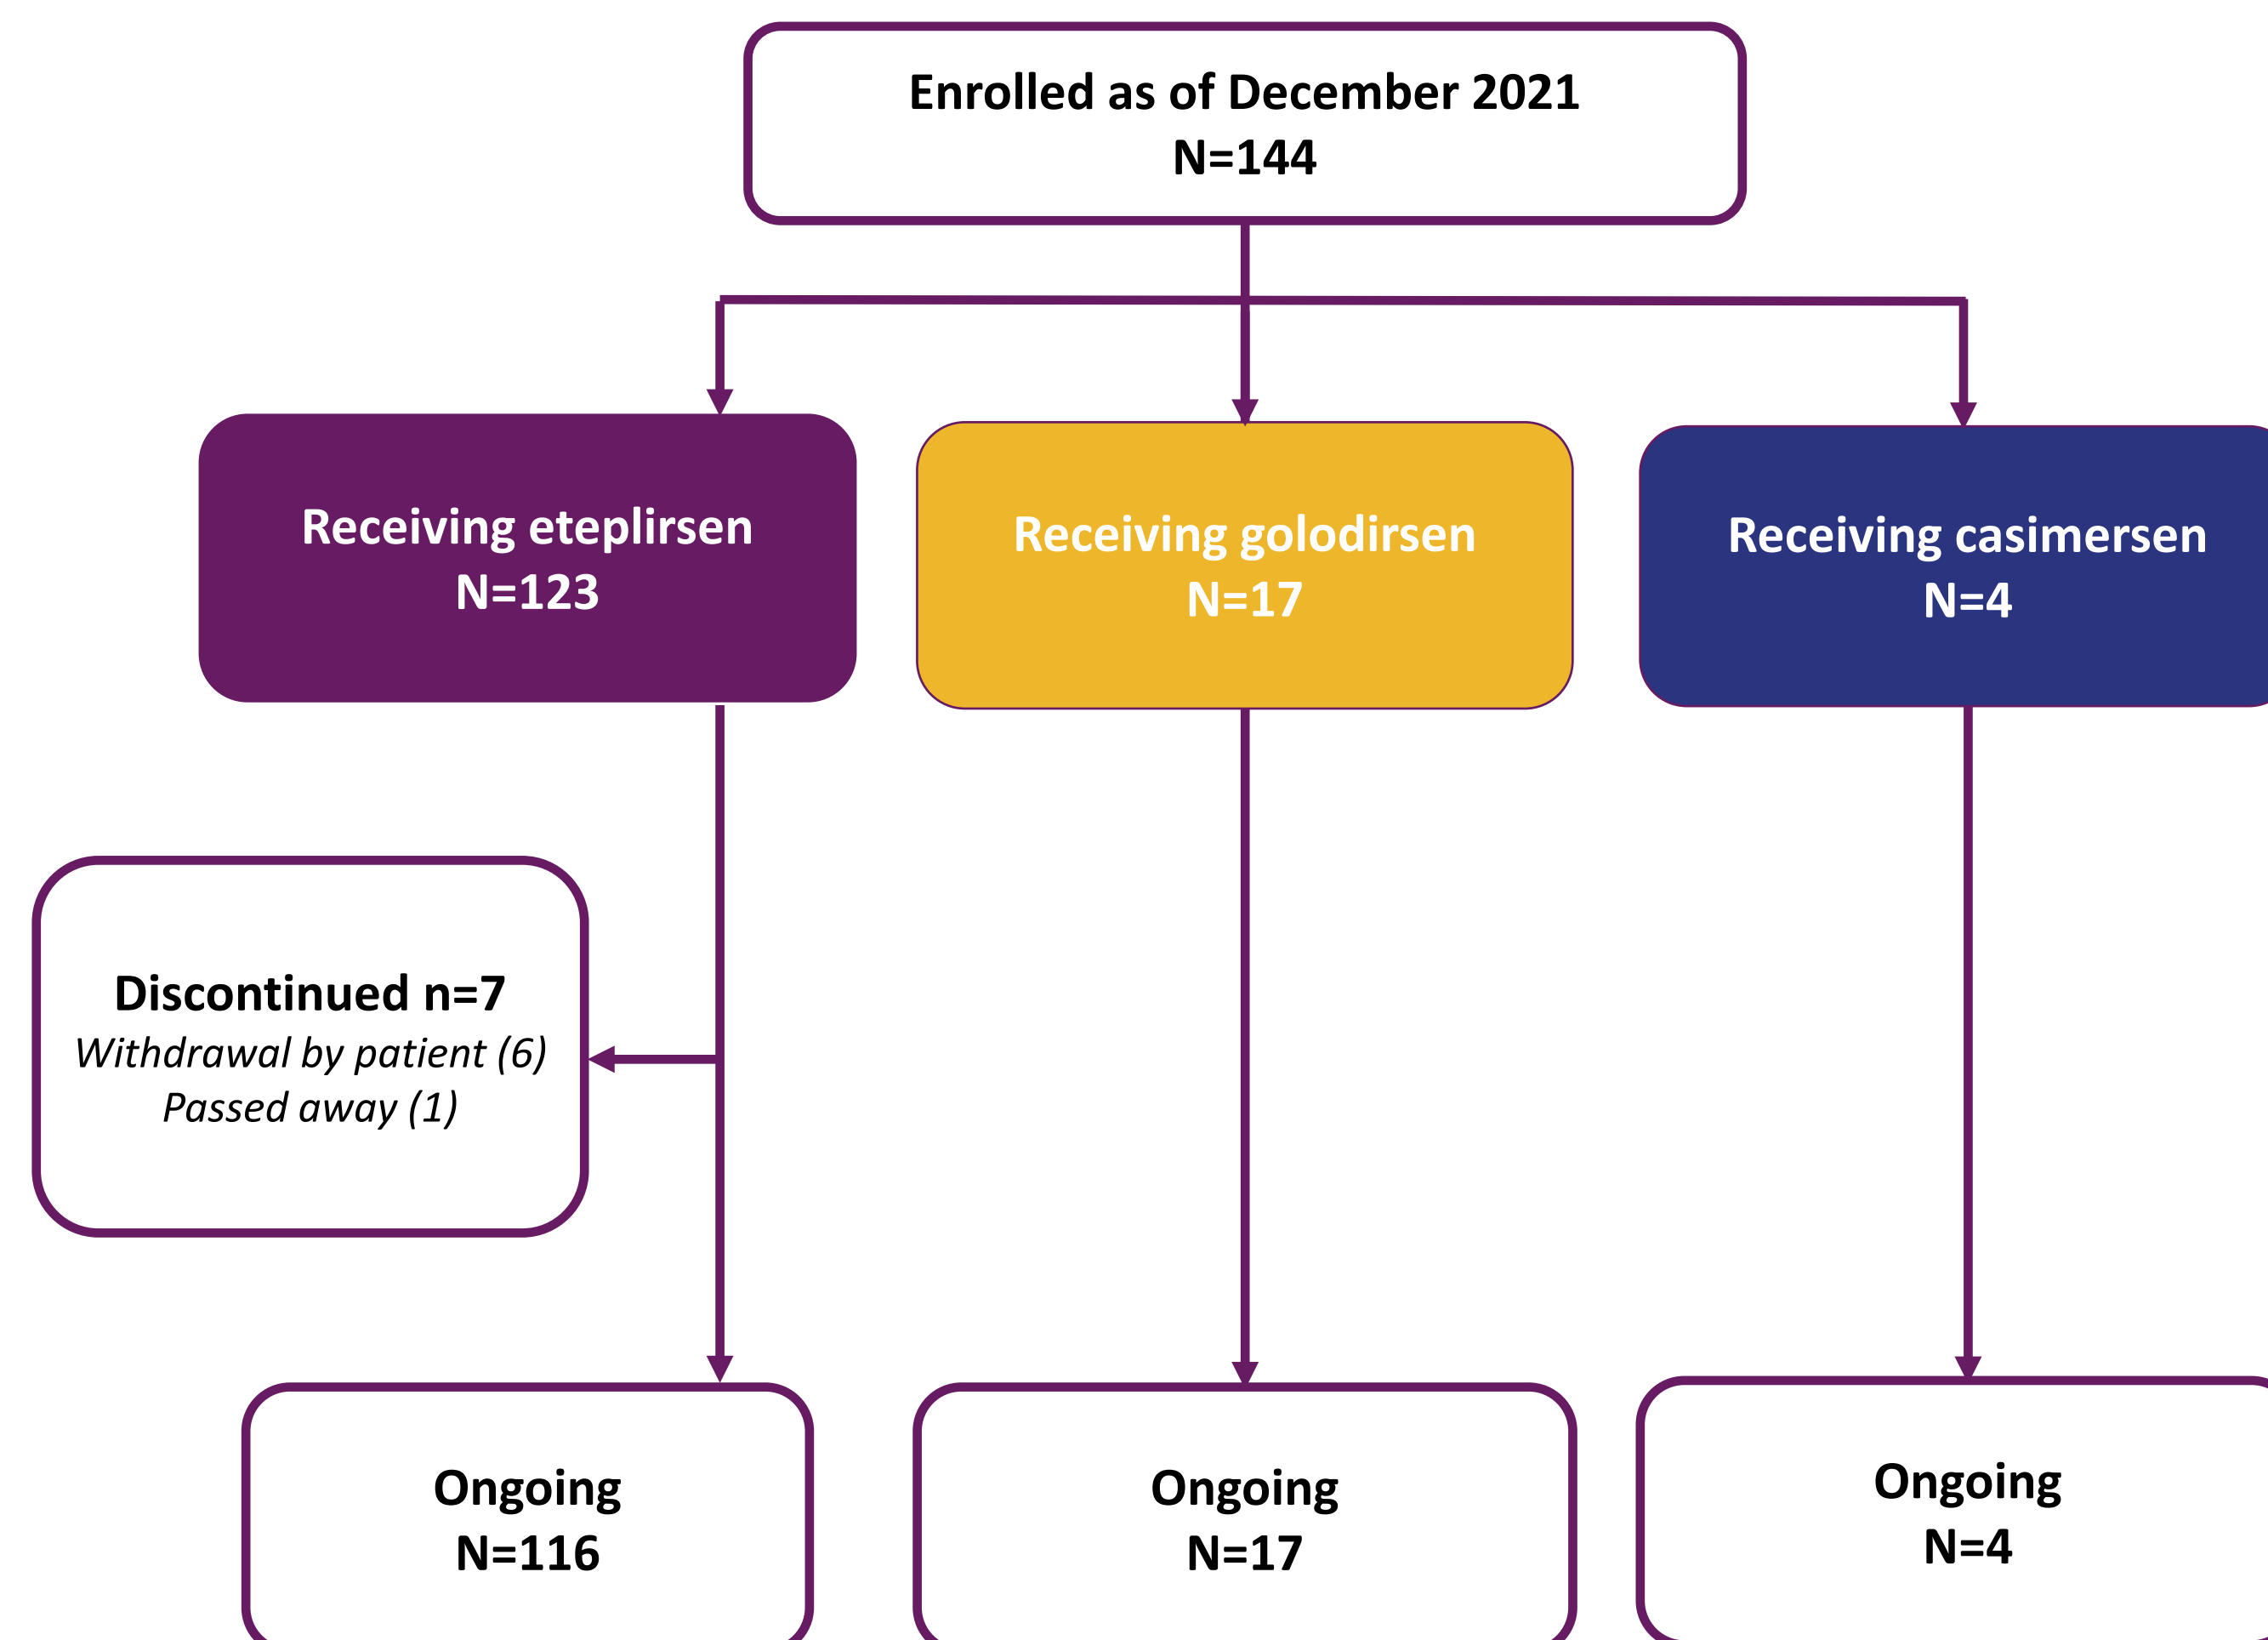 Enrolled as of December 2021
N=144
Receiving eteplirsen
N=123
Receiving golodirsen
N=17
Receiving casimersen
N=4
Discontinued n=7
Withdrawal by patient (6)
Passed away (1)
Ongoing
N=116
Ongoing
N=17
Ongoing
N=4